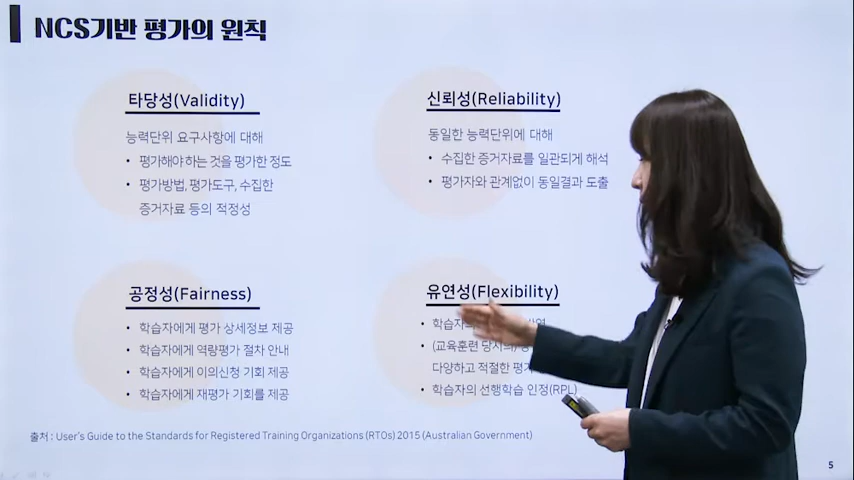 NCS기반 평가의 원칙
타당성(Validity)
능력단위 요구사항에 대해
• 평가해야 하는 것을 평가한 정도
• 평가방법, 평가도구, 수집한
증거자료 등의 적정성
신뢰성(Reliability)
동일한 능력단위에 대해
• 수집한 증거자료를 일관되게 해석
• 평가자와 관계없이 동일결과 도출
공정성(Fairness)
• 학습자에게 평가 상세정보 제공
• 학습자에게 역량평가 절차 안내
• 학습자에게 이의신청 기회 제공
• 학습자에게 재평가 기회를 제공
유연성(Flexibility)
• (교육훈련
다양하고 적절한
• 학습자의 선행학습 인정(RPL)
출처 : User's Guide to the Standards for Registered Training Organizations (RTOs) 2015 (Australian Government)
5